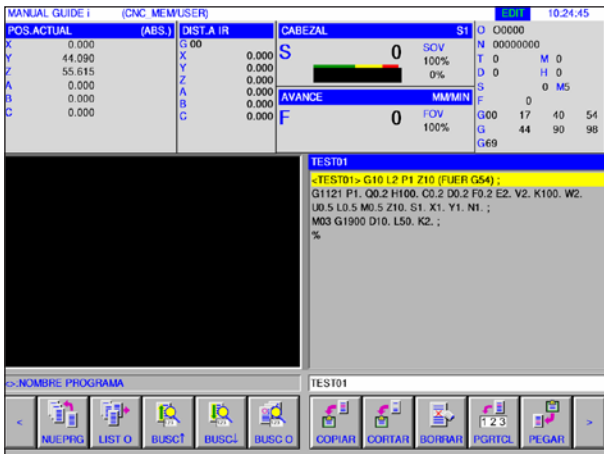 MANUAL GUIDE i (CNC_MEM/USER) EDIT 10:24:45
POS.ACTUAL (ABS.)
X 0.000
Y 44.090
Z 55.615
A 0.000
B 0.000
C 0.000
DIST.A IR
G 00
X 0.000
Y 0.000
Z 0.000
A 0.000
B 0.000
C 0.000
CABEZAL S1
S 0 SOV
100%
0%
AVANCE MM/MIN
F 0 FOV
100%
O O0000
N 00000000
T 0 M 0
D 0 H 0
S 0 M5
F 0
G00 17 40 54
G 44 90 98
G69
TEST01
<TEST01> G10 L2 P1 Z10 (FUER G54) ;
G1121 P1. Q0.2 H100. C0.2 D0.2 F0.2 E2. V2. K100. W2.
U0.5 L0.5 M0.5 Z10. S1. X1. Y1. N1. ;
M03 G1900 D10. L50. K2. ;
%
<>:NOMBRE PROGRAMA
TEST01
< NUEPRG LIST O BUSC↑ BUSC↓ BUSC O COPIAR CORTAR BORRAR PGRTCL PEGAR >